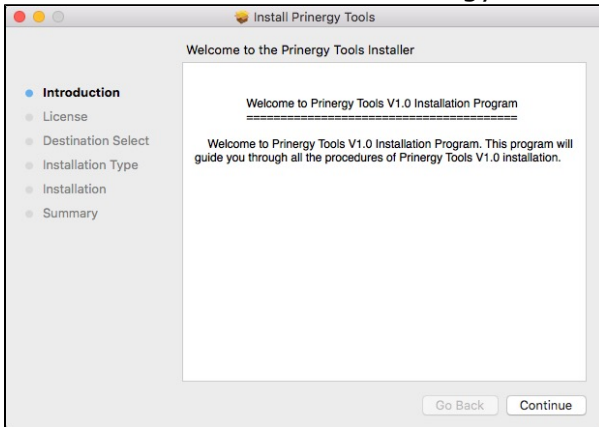 Install Prinergy Tools
Welcome to the Prinergy Tools Installer
Introduction
License
Destination Select
Installation Type
Installation
Summary
Welcome to Prinergy Tools V1.0 Installation Program
========================================
Welcome to Prinergy Tools V1.0 Installation Program. This program will
guide you through all the procedures of Prinergy Tools V1.0 installation.
Go Back
Continue